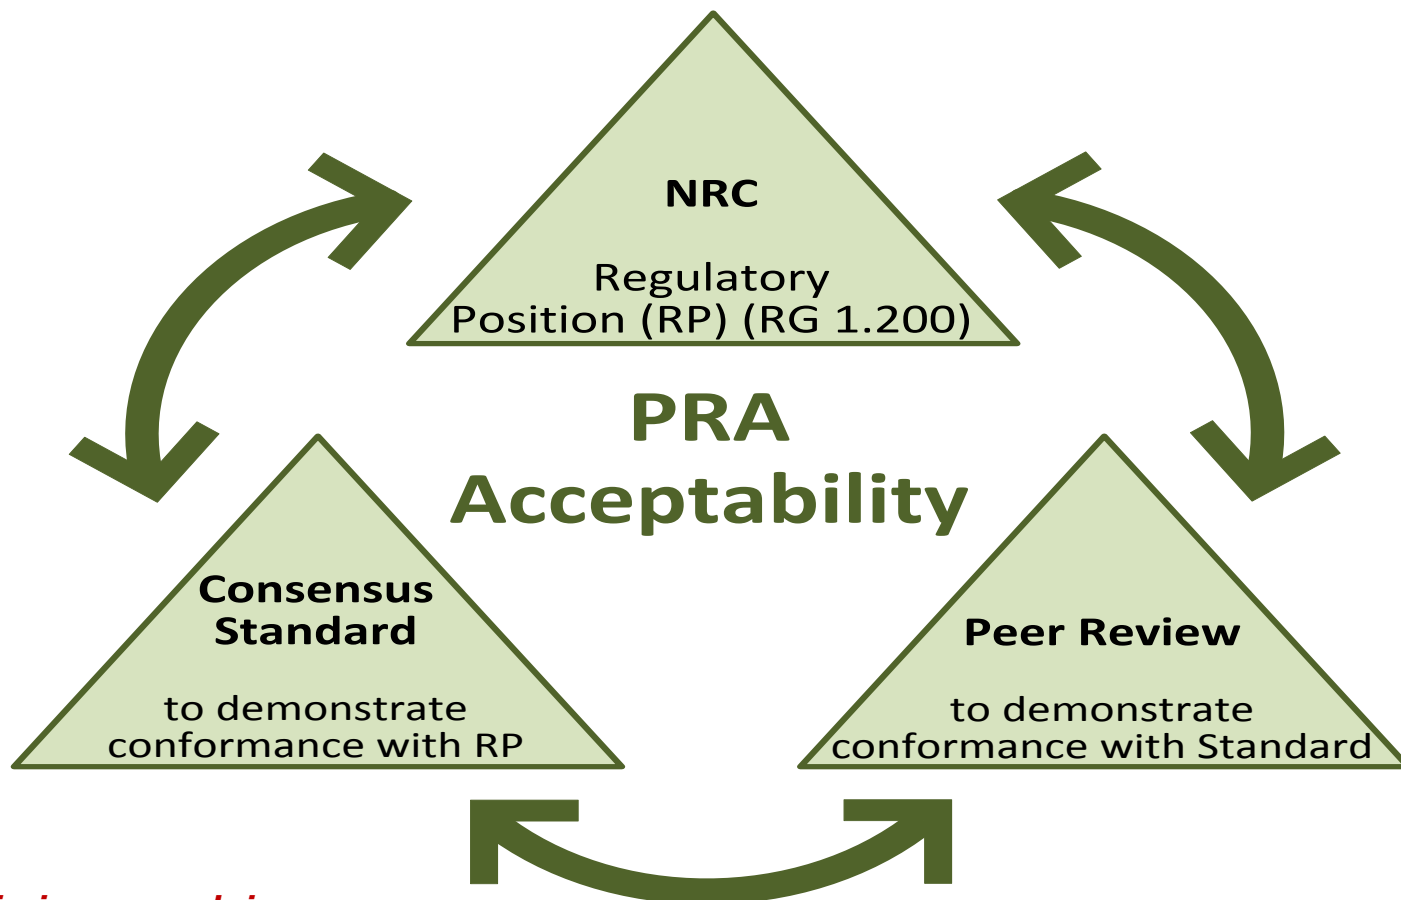 NRC
Regulatory
Position (RP) (RG 1.200)
PRA
Acceptability
Consensus
Standard
to demonstrate
conformance with RP
Peer Review
to demonstrate
conformance with Standard